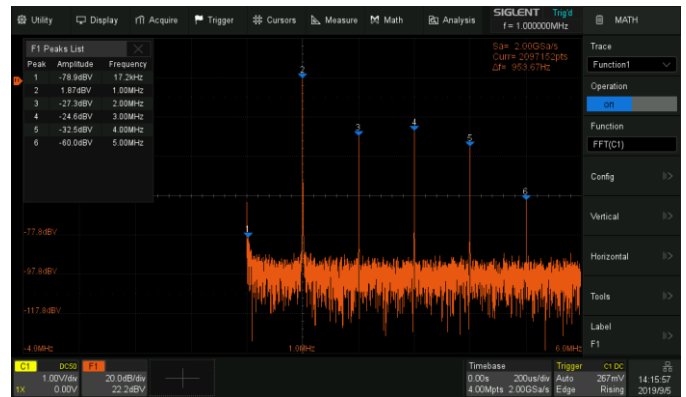 Utility Display Acquire Trigger Cursors Measure Math Analysis
SIGLENT Trig'd
f = 1.000000MHz
MATH
F1 Peaks List
Peak Amplitude Frequency
1 -78.9dBV 17.2kHz
2 1.87dBV 1.00MHz
3 -27.3dBV 2.00MHz
4 -24.6dBV 3.00MHz
5 -32.5dBV 4.00MHz
6 -60.0dBV 5.00MHz
Sa= 2.00GSa/s
Curr= 2097152pts
Δf= 953.67Hz
2
3
4
5
6
1
-77.8dBV
-97.8dBV
-117.8dBV
-4.0MHz 1.0MHz 6.0MHz
Trace
Function1
Operation
on
Function
FFT(C1)
Config
Vertical
Horizontal
Tools
Label
F1
C1 DC50
1.00V/div
1X 0.00V
F1
20.0dB/div
22.2dBV
Timebase
0.00s 200us/div
4.00Mpts 2.00GSa/s
Trigger C1 DC
Auto 267mV
Edge Rising
14:15:57
2019/9/5